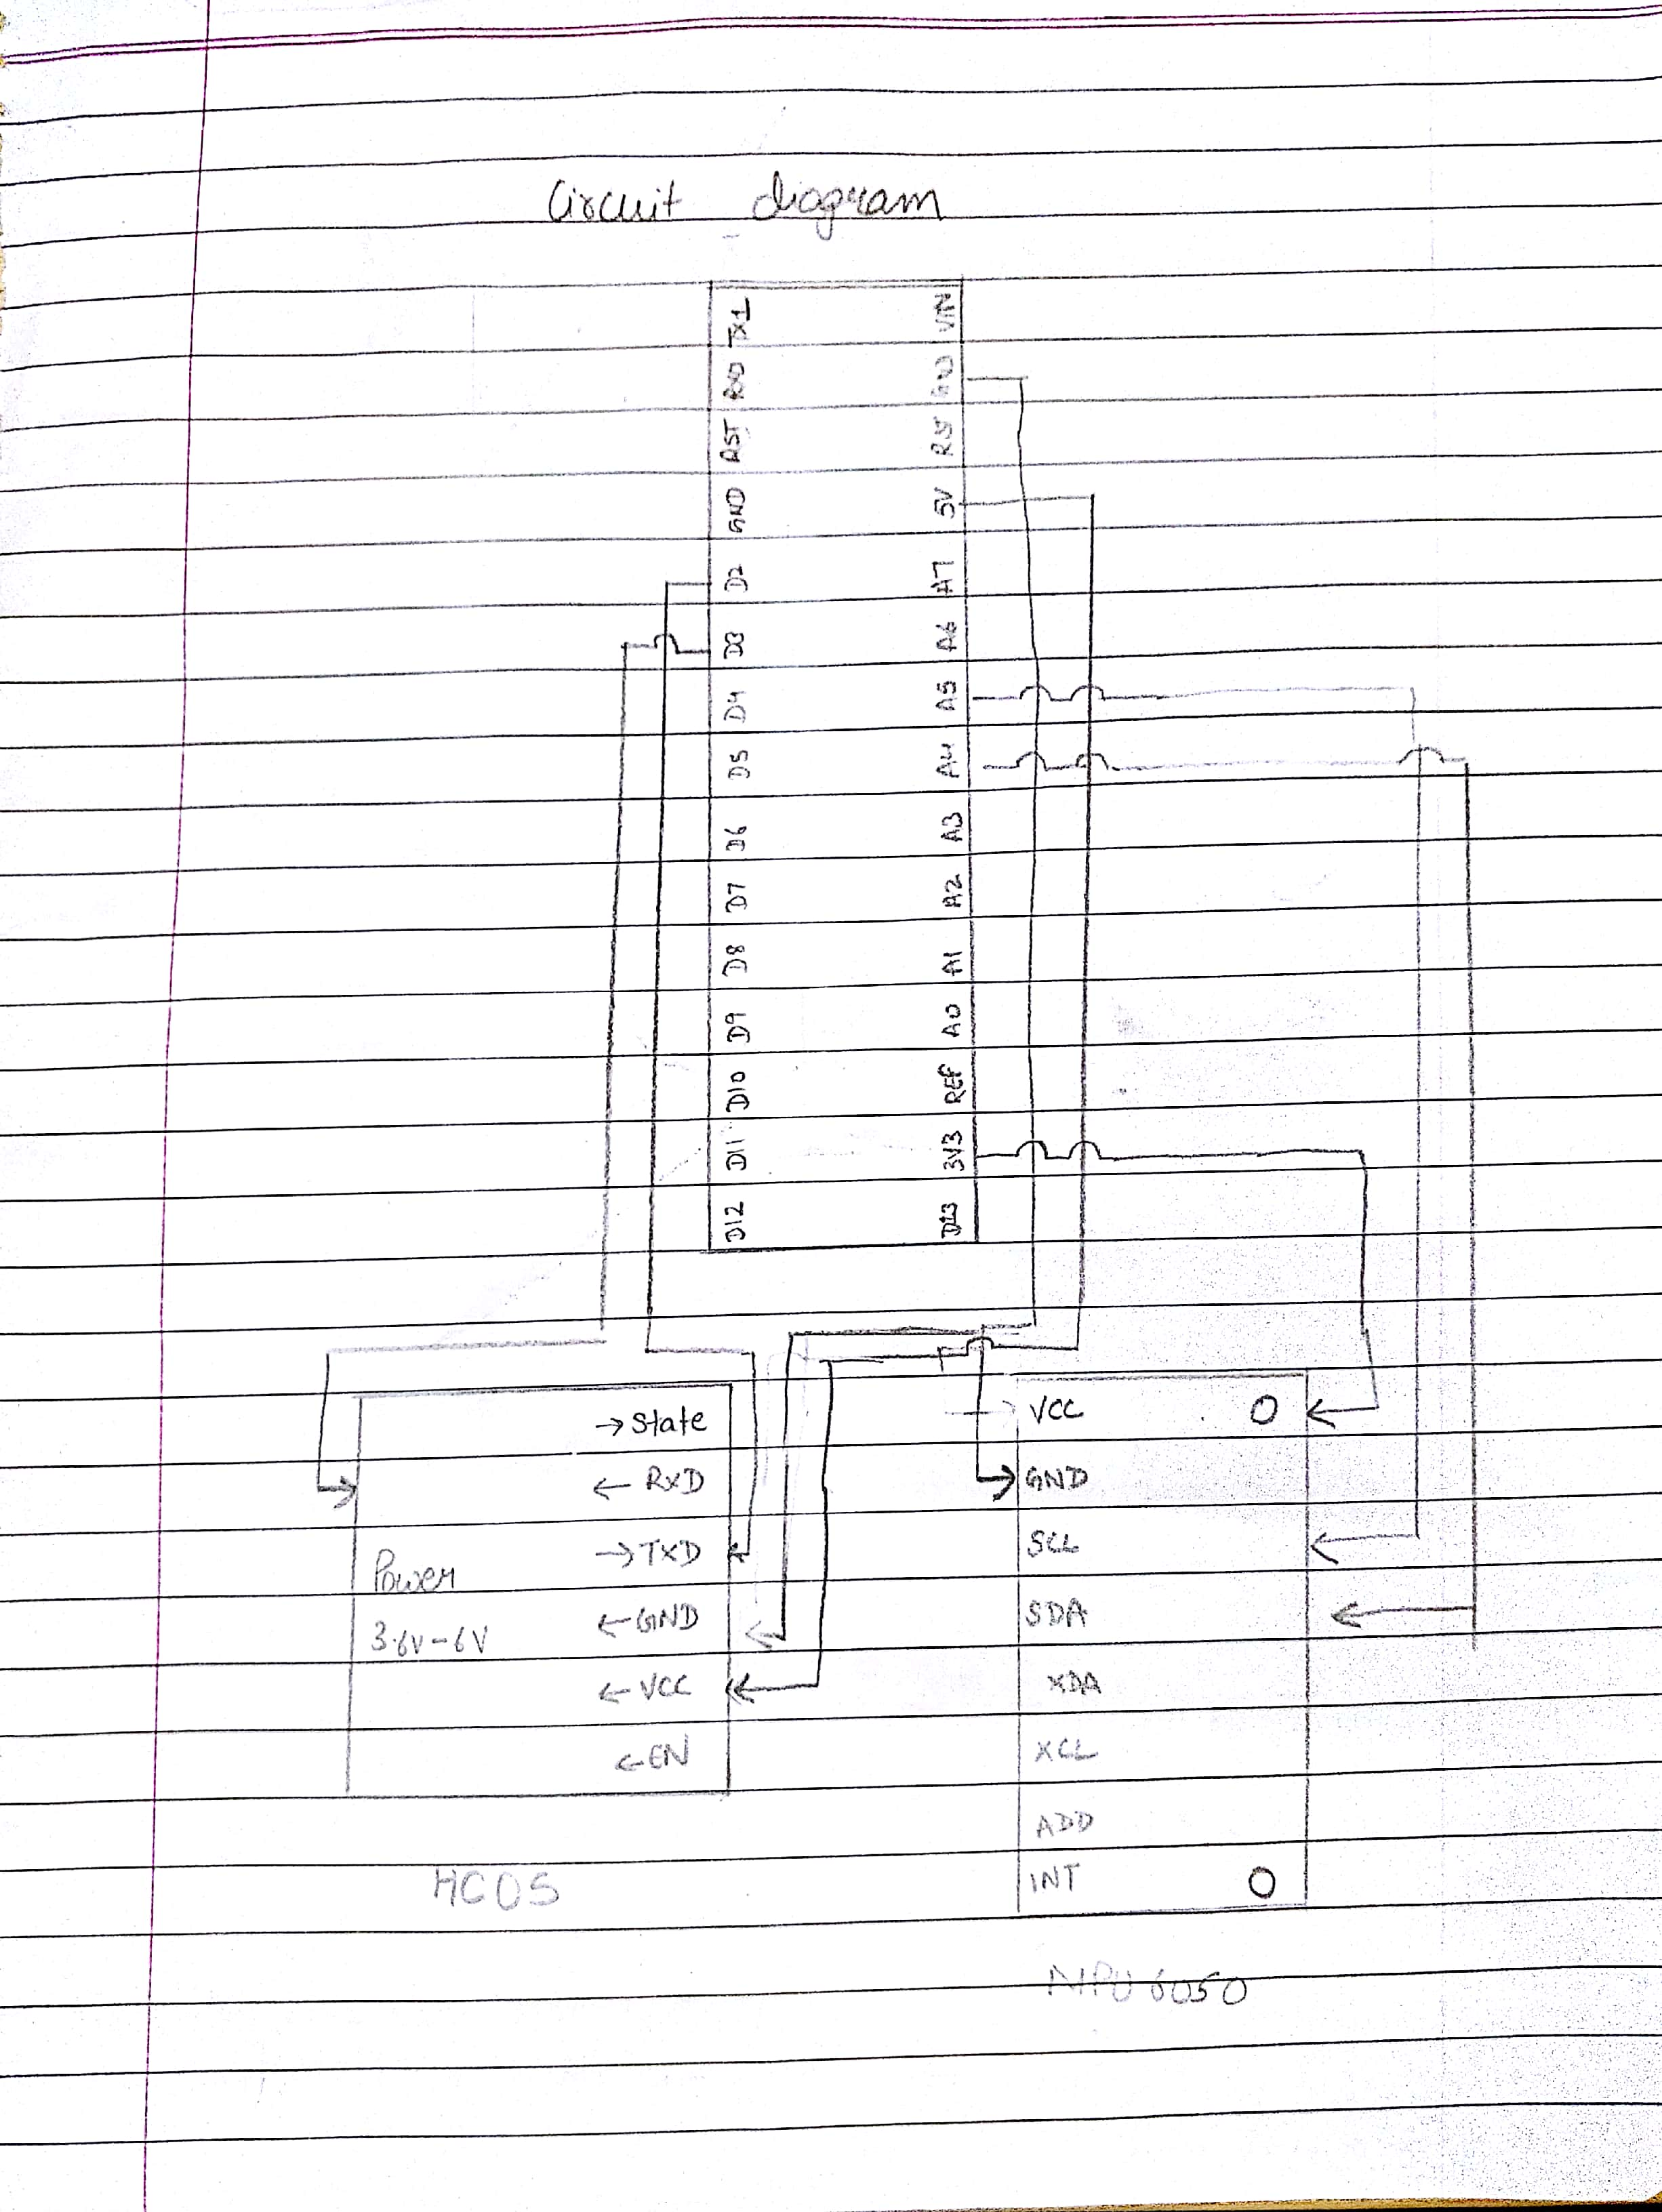 Circuit diagram
TX1 VIN
RX0 GND
RST RST
GND 5V
D2 A7
D3 A6
D4 A5
D5 A4
D6 A3
D7 A2
D8 A1
D9 A0
D10 REF
D11 3V3
D12 D13
→ State
← RXD
→ TXD
Power
← GND
3.6V-6V
← VCC
← EN
HC05
VCC
GND
SCL
SDA
XDA
XCL
ADD
INT
MPU 6050